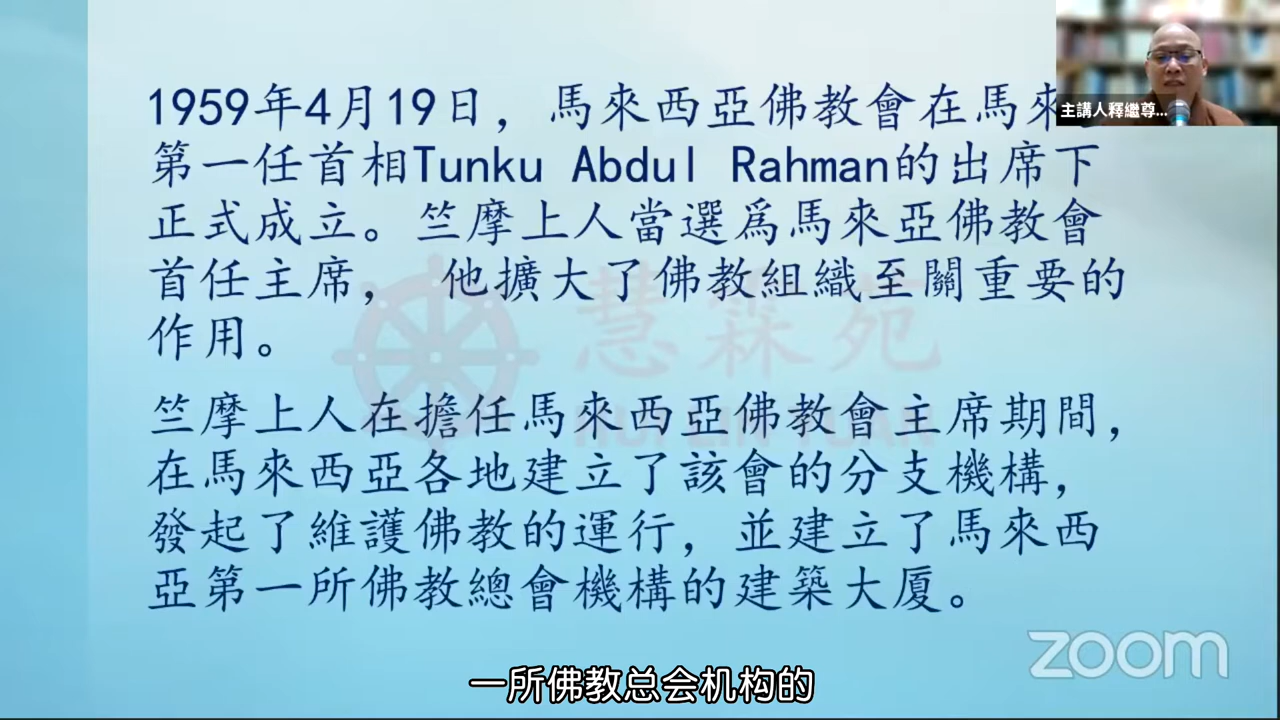 1959年4月19日，馬來西亞佛教會在馬來
第一任首相Tunku Abdul Rahman的出席下
正式成立。竺摩上人當選爲馬來亞佛教會
首任主席， 他擴大了佛教組織至關重要的
作用。
竺摩上人在擔任馬來西亞佛教會主席期間，
在馬來西亞各地建立了該會的分支機構，
發起了維護佛教的運行，並建立了馬來西
亞第一所佛教總會機構的建築大厦。
主講人釋繼尊...
慧霖苑
HUI LIN YUAN
zoom
一所佛教总会机构的